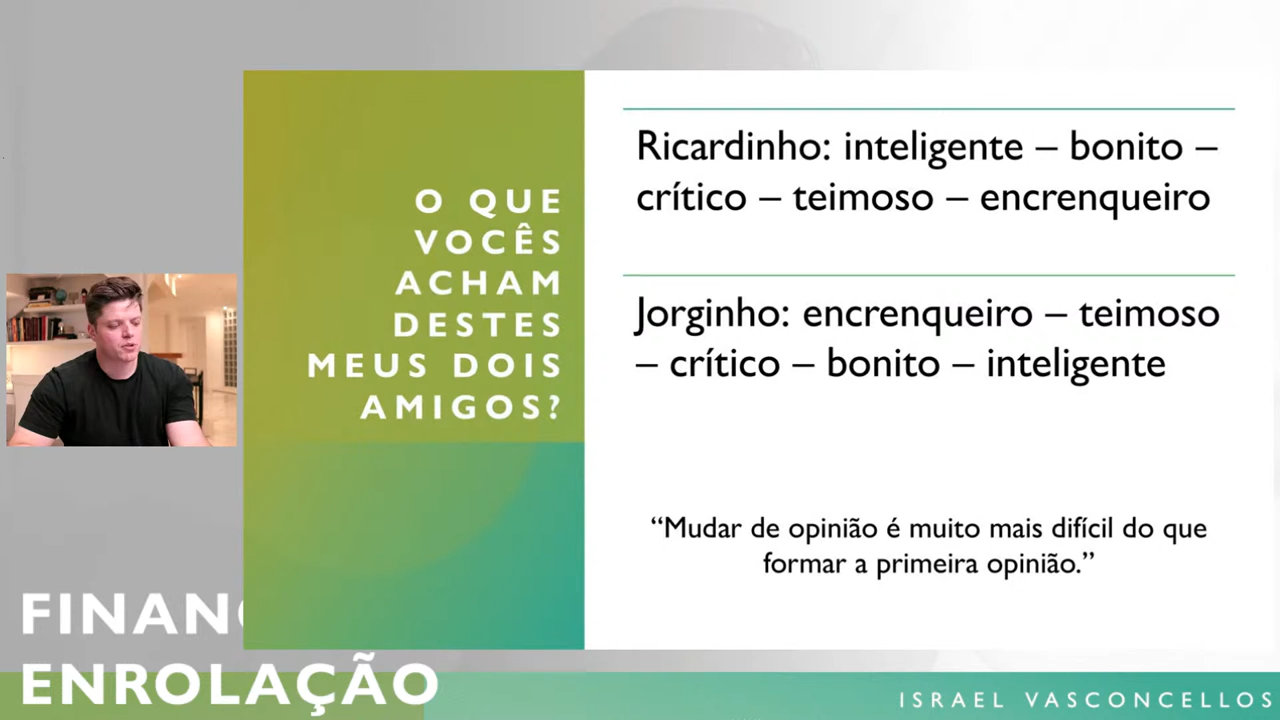 O QUE
VOCÊS
ACHAM
DESTES
MEUS DOIS
AMIGOS?
Ricardinho: inteligente – bonito –
crítico – teimoso – encrenqueiro
Jorginho: encrenqueiro – teimoso
– crítico – bonito – inteligente
“Mudar de opinião é muito mais difícil do que
formar a primeira opinião.”
ENROLAÇÃO
ISRAEL VASCONCELLOS